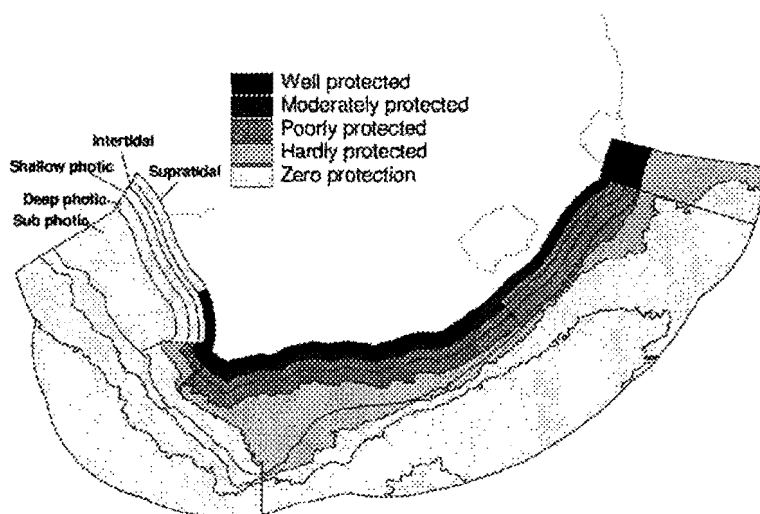 Well protected
Moderately protected
Poorly protected
Hardly protected
Zero protection
Intertidal
Shallow photic
Supratidal
Deep photic
Sub photic